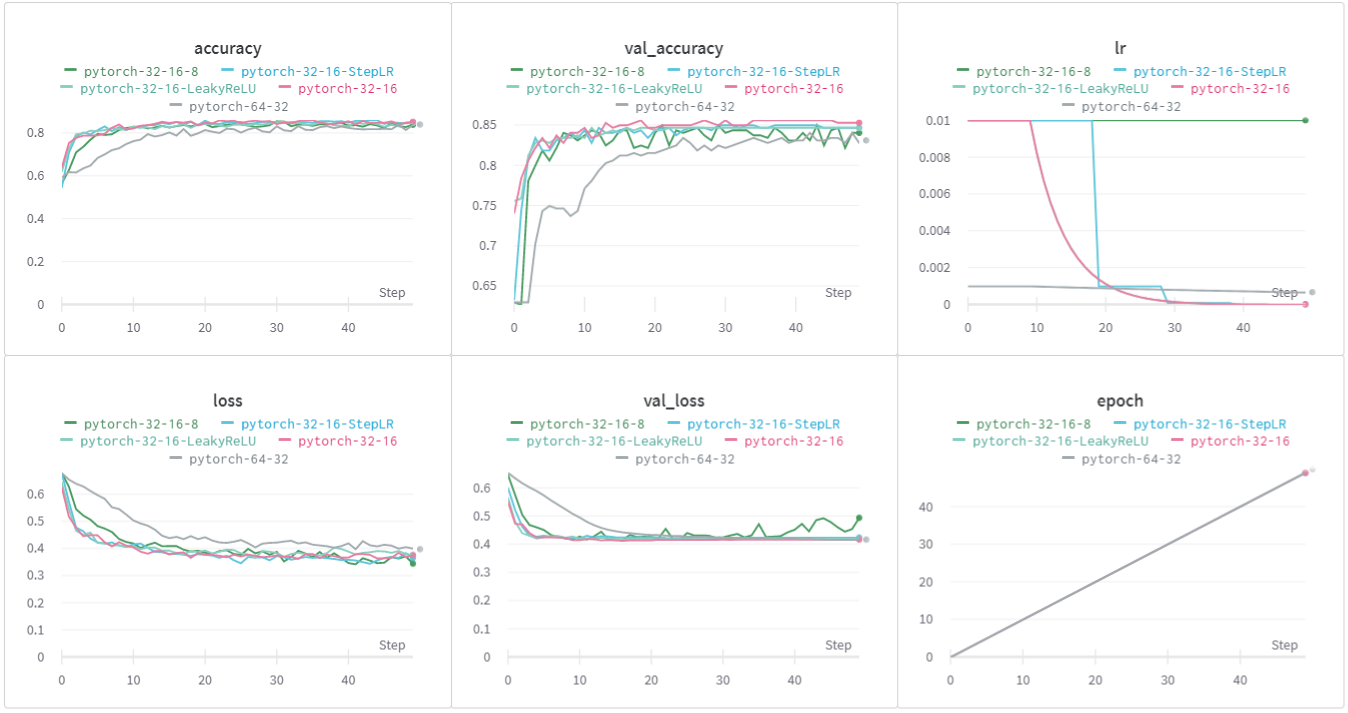 accuracy
pytorch-32-16-8 pytorch-32-16-StepLR
pytorch-32-16-LeakyReLU pytorch-32-16
pytorch-64-32
0.8
0.6
0.4
0.2
0
Step
0 10 20 30 40
val_accuracy
pytorch-32-16-8 pytorch-32-16-StepLR
pytorch-32-16-LeakyReLU pytorch-32-16
pytorch-64-32
0.85
0.8
0.75
0.7
0.65
Step
0 10 20 30 40
lr
pytorch-32-16-8 pytorch-32-16-StepLR
pytorch-32-16-LeakyReLU pytorch-32-16
pytorch-64-32
0.01
0.008
0.006
0.004
0.002
0
Step
0 10 20 30 40
loss
pytorch-32-16-8 pytorch-32-16-StepLR
pytorch-32-16-LeakyReLU pytorch-32-16
pytorch-64-32
0.6
0.5
0.4
0.3
0.2
0.1
0
Step
0 10 20 30 40
val_loss
pytorch-32-16-8 pytorch-32-16-StepLR
pytorch-32-16-LeakyReLU pytorch-32-16
pytorch-64-32
0.6
0.5
0.4
0.3
0.2
0.1
0
Step
0 10 20 30 40
epoch
pytorch-32-16-8 pytorch-32-16-StepLR
pytorch-32-16-LeakyReLU pytorch-32-16
pytorch-64-32
40
30
20
10
0
Step
0 10 20 30 40